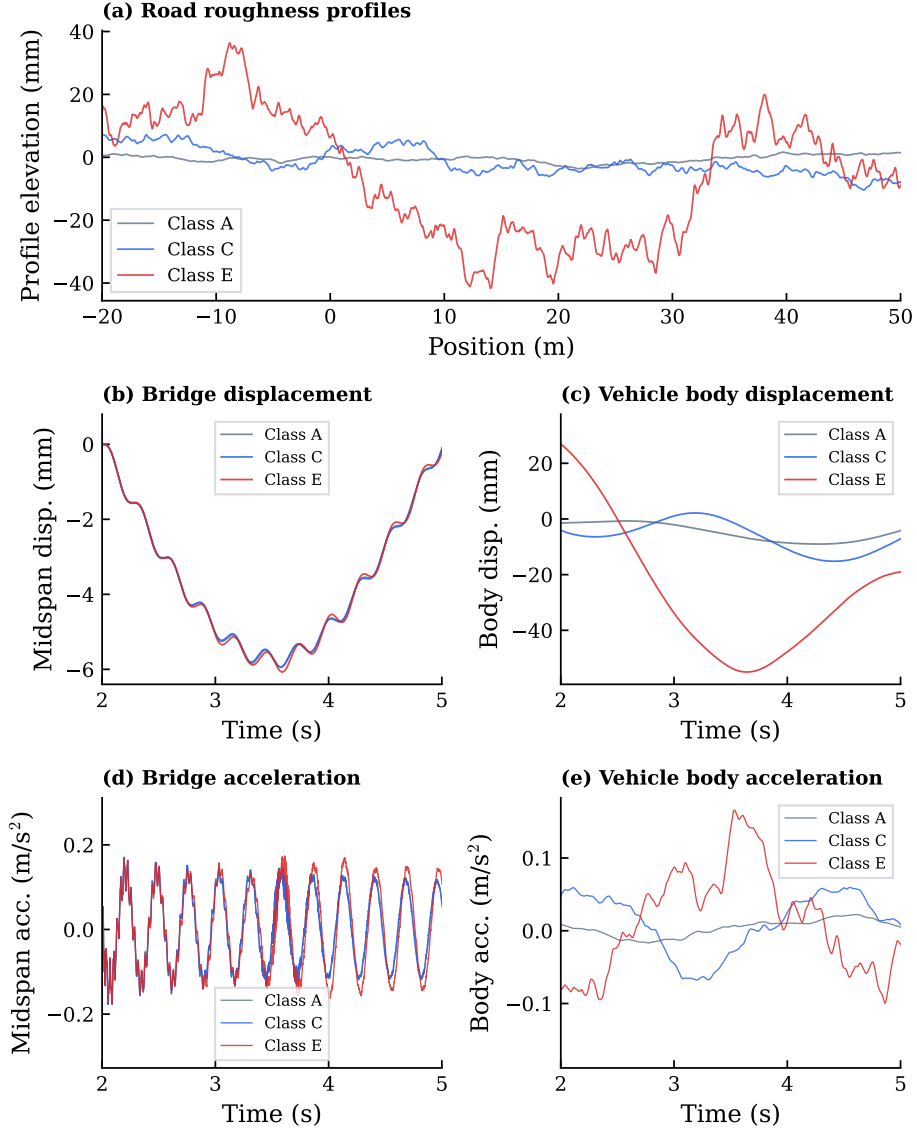 (a) Road roughness profiles
Profile elevation (mm)
40
20
0
−20
−40
Class A
Class C
Class E
−20
−10
0
10
20
30
40
50
Position (m)
(b) Bridge displacement
Midspan disp. (mm)
0
−2
−4
−6
Class A
Class C
Class E
2
3
4
5
Time (s)
(c) Vehicle body displacement
Body disp. (mm)
20
0
−20
−40
Class A
Class C
Class E
2
3
4
5
Time (s)
(d) Bridge acceleration
Midspan acc. (m/s²)
0.2
0.0
−0.2
Class A
Class C
Class E
2
3
4
5
Time (s)
(e) Vehicle body acceleration
Body acc. (m/s²)
0.1
0.0
−0.1
Class A
Class C
Class E
2
3
4
5
Time (s)